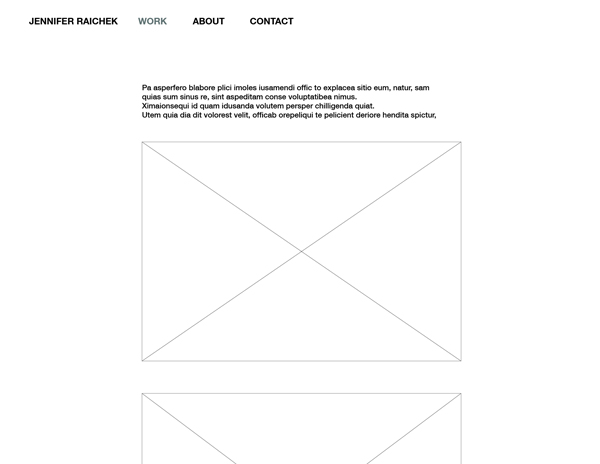 JENNIFER RAICHEK WORK ABOUT CONTACT
Pa asperfero blabore plici imoles iusamendi offic to explacea sitio eum, natur, sam
quias sum sinus re, sint aspeditam conse voluptatibea nimus.
Ximaionsequi id quam idusanda volutem persper chilligenda quiat.
Utem quia dia dit volorest velit, officab orepeliqui te pelicient deriore hendita spictur,